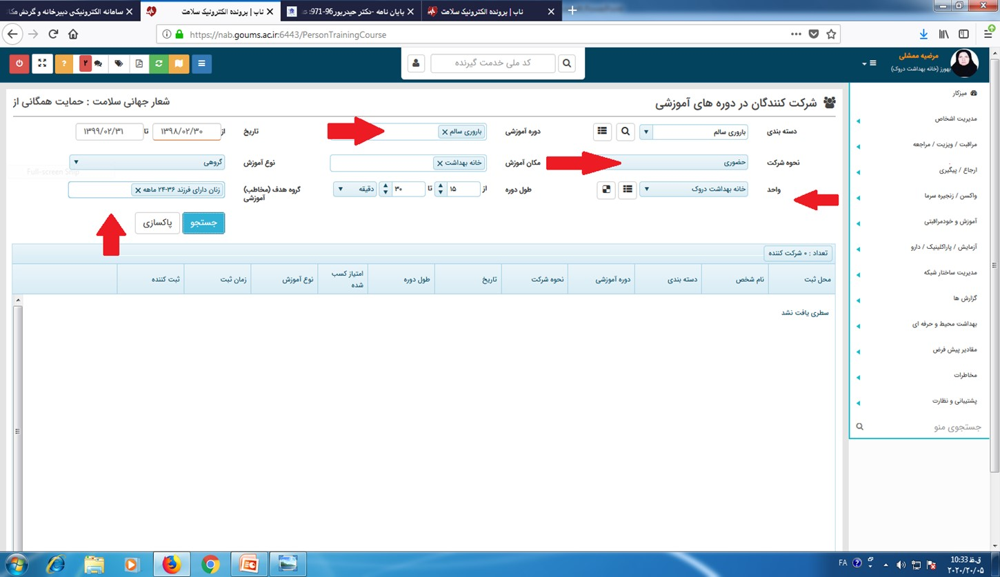 سامانه الکترونیکی دبیرخانه و گردش مکا
ناب | پرونده الکترونیک سلامت
پایان نامه -دکتر حیدرپور96-971: ص
ناب | پرونده الکترونیک سلامت
https://nab.goums.ac.ir:6443/PersonTrainingCourse
مرضیه ممشلی
بهورز (خانه بهداشت دروک)
کد ملی خدمت گیرنده
۲
?
میزکار
مدیریت اشخاص
مراقبت / ویزیت / مراجعه
ارجاع / پیگیری
واکسن / زنجیره سرما
آموزش و خودمراقبتی
آزمایش / پاراکلینیک / دارو
مدیریت ساختار شبکه
گزارش ها
بهداشت محیط و حرفه ای
مقادیر پیش فرض
مخاطرات
پشتیبانی و نظارت
جستجوی منو
شرکت کنندگان در دوره های آموزشی
شعار جهانی سلامت : حمایت همگانی از
دسته بندی باروری سالم دوره آموزشی باروری سالم تاریخ از ۱۳۹۸/۰۲/۳۰ تا ۱۳۹۹/۰۲/۳۱
نحوه شرکت حضوری مکان آموزش خانه بهداشت نوع آموزش گروهی
Full-screen Snip
واحد خانه بهداشت دروک طول دوره از ۱۵ تا ۳۰ دقیقه گروه هدف (مخاطب) آموزشی زنان دارای فرزند ۳۶-۲۴ ماهه
جستجو پاکسازی
تعداد : ۰ شرکت کننده
محل ثبت نام شخص دسته بندی دوره آموزشی نحوه شرکت تاریخ طول دوره امتیاز کسب شده نوع آموزش زمان ثبت ثبت کننده
سطری یافت نشد
FA
10:33 ق.ظ
۲۰۲۰/۲۰/۰۵